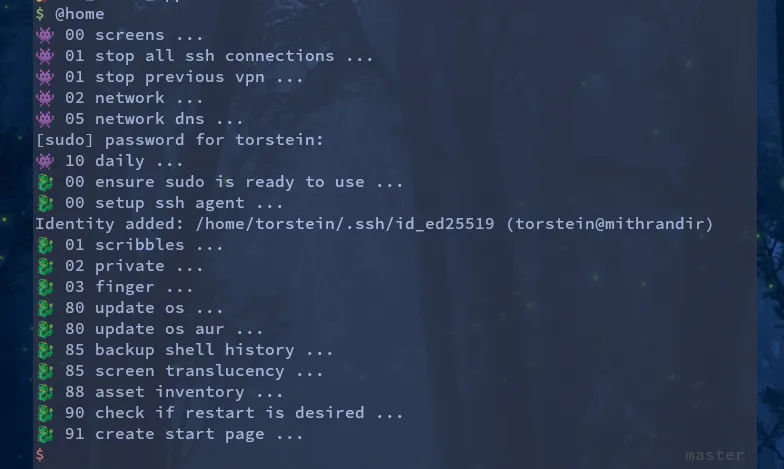 $ @home
👾 00 screens ...
👾 01 stop all ssh connections ...
👾 01 stop previous vpn ...
👾 02 network ...
👾 05 network dns ...
[sudo] password for torstein:
👾 10 daily ...
🐉 00 ensure sudo is ready to use ...
🐉 00 setup ssh agent ...
Identity added: /home/torstein/.ssh/id_ed25519 (torstein@mithrandir)
🐉 01 scribbles ...
🐉 02 private ...
🐉 03 finger ...
🐉 80 update os ...
🐉 80 update os aur ...
🐉 85 backup shell history ...
🐉 85 screen translucency ...
🐉 88 asset inventory ...
🐉 90 check if restart is desired ...
🐉 91 create start page ...
$
master